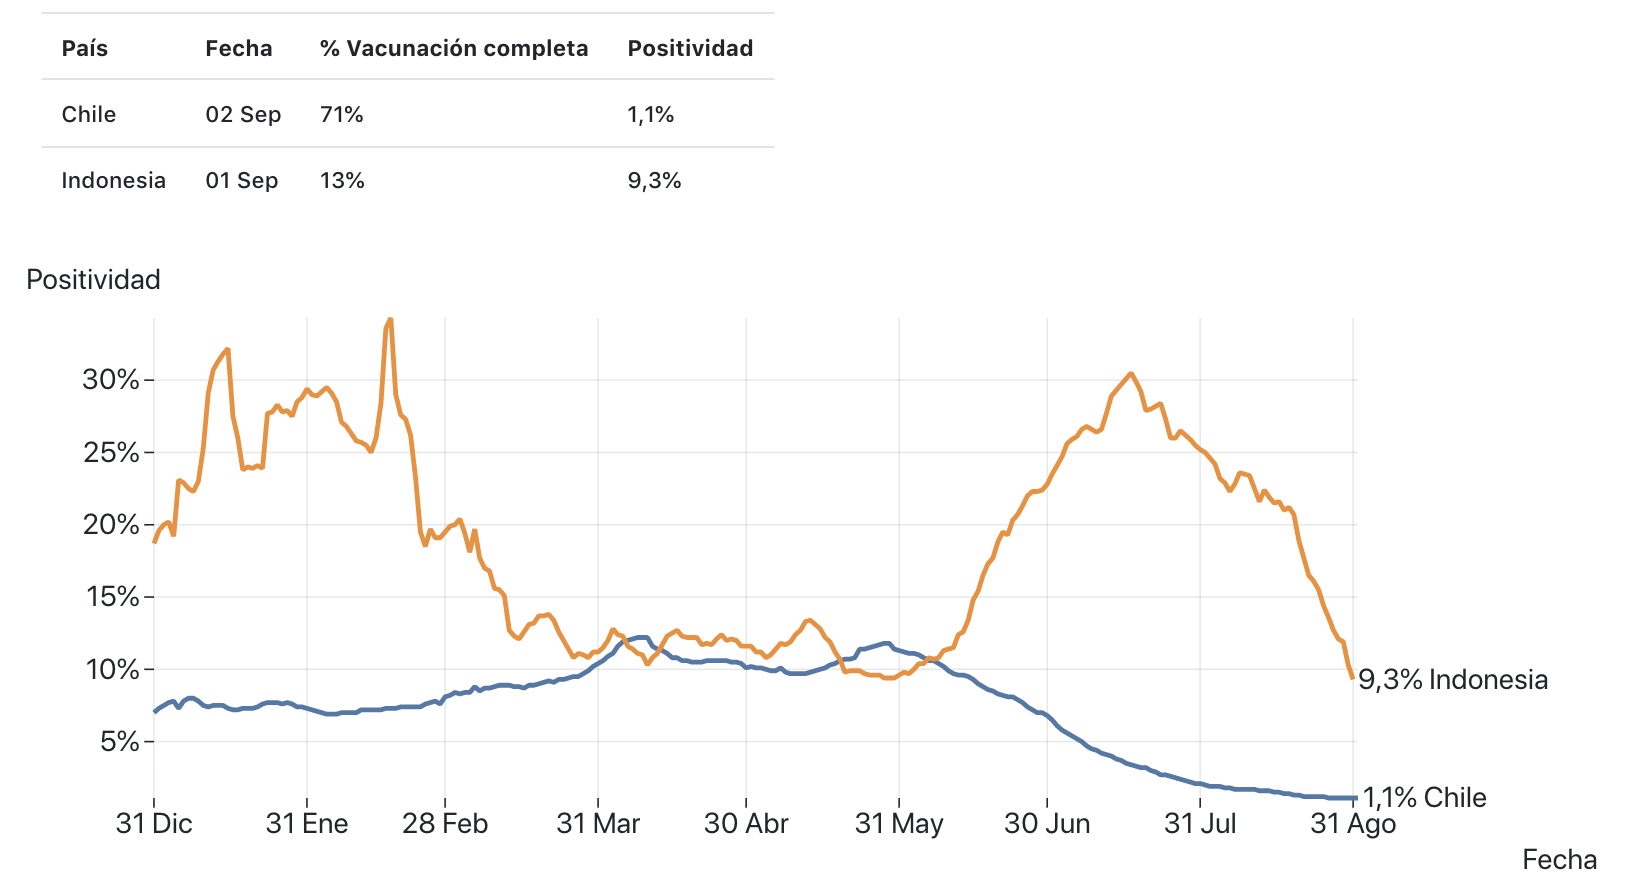 País Fecha % Vacunación completa Positividad
Chile 02 Sep 71% 1,1%
Indonesia 01 Sep 13% 9,3%
Positividad
30%
25%
20%
15%
10%
9,3% Indonesia
5%
1,1% Chile
31 Dic 31 Ene 28 Feb 31 Mar 30 Abr 31 May 30 Jun 31 Jul 31 Ago
Fecha